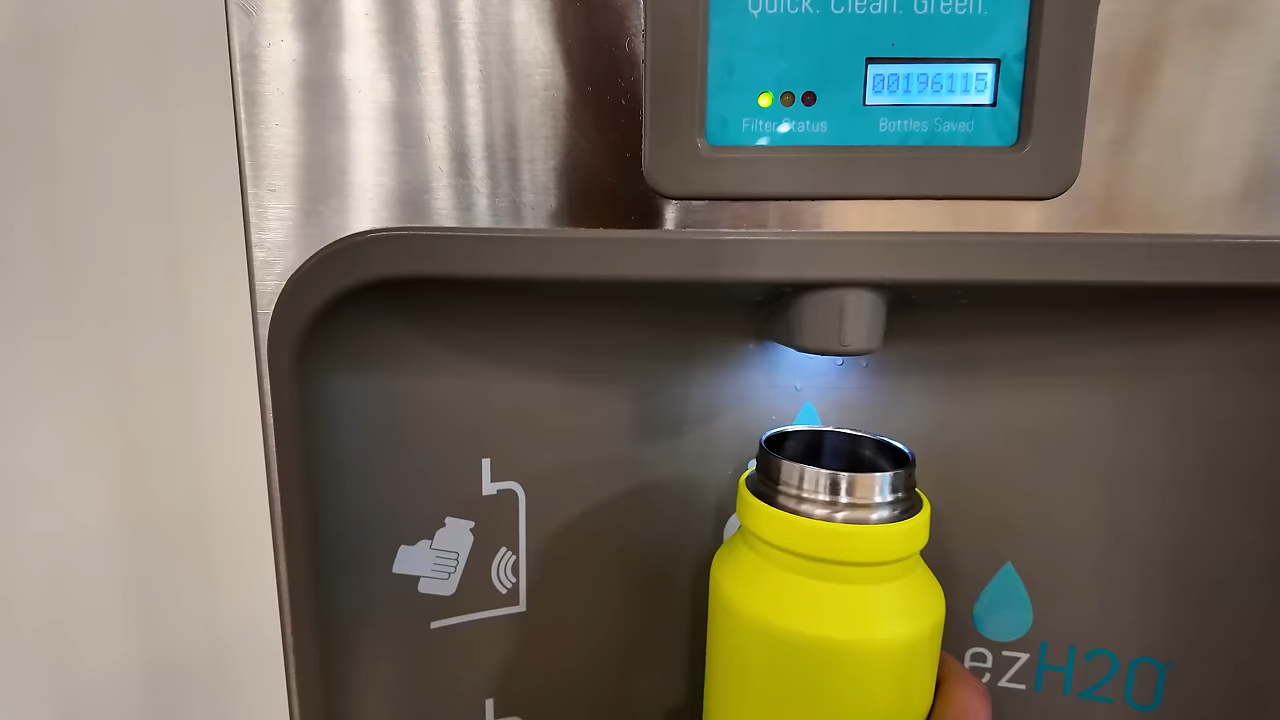 Quick. Clean. Green.
00196115
Filter Status
Bottles Saved
ezH2O